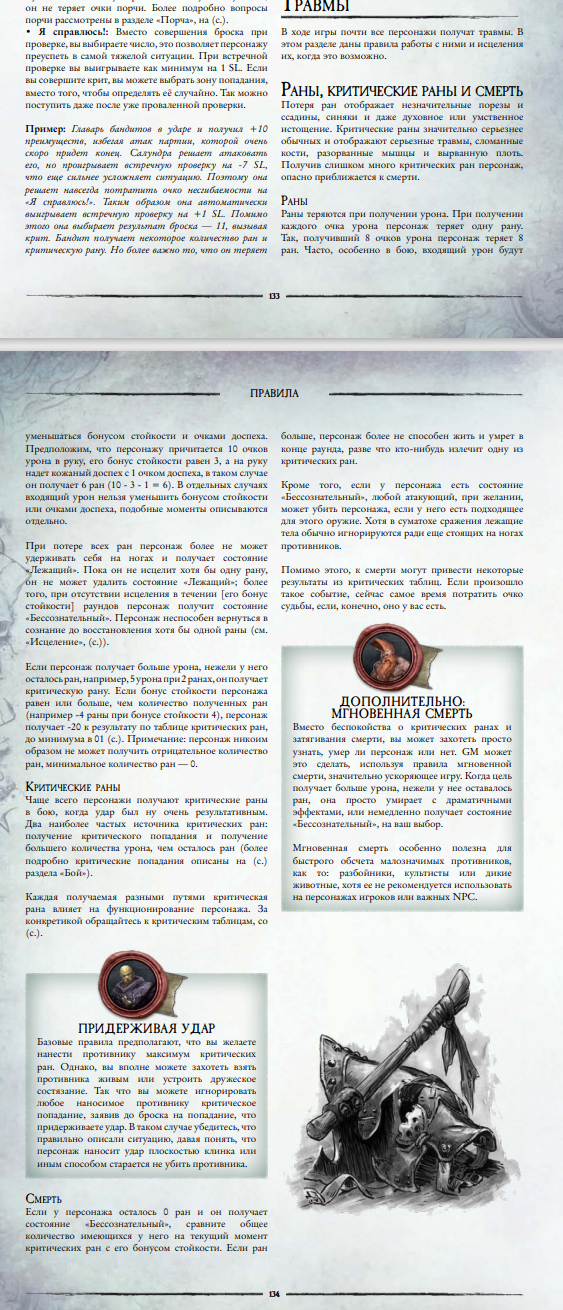 он не теряет очки порчи. Более подробно вопросы
порчи рассмотрены в разделе «Порча», на (с.).
• Я справлюсь!: Вместо совершения броска при
проверке, вы выбираете число, это позволяет персонажу
преуспеть в самой тяжелой ситуации. При встречной
проверке вы выигрываете как минимум на 1 SL. Если
вы совершите крит, вы можете выбрать зону попадания,
вместо того, чтобы определять её случайно. Так можно
поступить даже после уже проваленной проверки.
Пример: Главарь бандитов в ударе и получил +10
преимуществ, избегая атак партии, которой очень
скоро придет конец. Салундра решает атаковать
его, но проигрывает встречную проверку на -7 SL,
что еще сильнее усложняет ситуацию. Поэтому она
решает навсегда потратить очко несгибаемости на
«Я справлюсь!». Таким образом она автоматически
выигрывает встречную проверку на +1 SL. Помимо
этого она выбирает результат броска — 11, вызывая
крит. Бандит получает некоторое количество ран и
критическую рану. Но более важно то, что он теряет
Травмы
В ходе игры почти все персонажи получат травмы. В
этом разделе даны правила работы с ними и исцеления
их, когда это возможно.
Раны, критические раны и смерть
Потеря ран отображает незначительные порезы и
ссадины, синяки и даже духовное или умственное
истощение. Критические раны значительно серьезнее
обычных и отображают серьезные травмы, сломанные
кости, разорванные мышцы и вырванную плоть.
Получив слишком много критических ран персонаж,
опасно приближается к смерти.
Раны
Раны теряются при получении урона. При получении
каждого очка урона персонаж теряет одну рану.
Так, получивший 8 очков урона персонаж теряет 8
ран. Часто, особенно в бою, входящий урон будут
133
ПРАВИЛА
уменьшаться бонусом стойкости и очками доспеха.
Предположим, что персонажу причитается 10 очков
урона в руку, его бонус стойкости равен 3, а на руку
надет кожаный доспех с 1 очком доспеха, в таком случае
он получает 6 ран (10 - 3 - 1 = 6). В отдельных случаях
входящий урон нельзя уменьшить бонусом стойкости
или очками доспеха, подобные моменты описываются
отдельно.
При потере всех ран персонаж более не может
удерживать себя на ногах и получает состояние
«Лежащий». Пока он не исцелит хотя бы одну рану,
он не может удалить состояние «Лежащий»; более
того, при отсутствии исцеления в течении [его бонус
стойкости] раундов персонаж получит состояние
«Бессознательный». Персонаж неспособен вернуться в
сознание до восстановления хотя бы одной раны (см.
«Исцеление», (с.)).
Если персонаж получает больше урона, нежели у него
осталось ран, например, 5 урона при 2 ранах, он получает
критическую рану. Если бонус стойкости персонажа
равен или больше, чем количество полученных ран
(например -4 раны при бонусе стойкости 4), персонаж
получает -20 к результату по таблице критических ран,
до минимума в 01 (с.). Примечание: персонаж никоим
образом не может получить отрицательное количество
ран, минимальное количество ран — 0.
Критические раны
Чаще всего персонажи получают критические раны
в бою, когда удар был ну очень результативным.
Два наиболее частых источника критических ран:
получение критического попадания и получение
большего количества урона, чем осталось ран (более
подробно критические попадания описаны на (с.)
раздела «Бой»).
Каждая получаемая разными путями критическая
рана влияет на функционирование персонажа. За
конкретикой обращайтесь к критическим таблицам, со
(с.).
ПРИДЕРЖИВАЯ УДАР
Базовые правила предполагают, что вы желаете
нанести противнику максимум критических
ран. Однако, вы вполне можете захотеть взять
противника живым или устроить дружеское
состязание. Так что вы можете игнорировать
любое наносимое противнику критическое
попадание, заявив до броска на попадание, что
придерживаете удар. В таком случае убедитесь, что
правильно описали ситуацию, давая понять, что
персонаж наносит удар плоскостью клинка или
иным способом старается не убить противника.
Смерть
Если у персонажа осталось 0 ран и он получает
состояние «Бессознательный», сравните общее
количество имеющихся у него на текущий момент
критических ран с его бонусом стойкости. Если ран
больше, персонаж более не способен жить и умрет в
конце раунда, разве что кто-нибудь излечит одну из
критических ран.
Кроме того, если у персонажа есть состояние
«Бессознательный», любой атакующий, при желании,
может убить персонажа, если у него есть подходящее
для этого оружие. Хотя в суматохе сражения лежащие
тела обычно игнорируются ради еще стоящих на ногах
противников.
Помимо этого, к смерти могут привести некоторые
результаты из критических таблиц. Если произошло
такое событие, сейчас самое время потратить очко
судьбы, если, конечно, оно у вас есть.
ДОПОЛНИТЕЛЬНО:
МГНОВЕННАЯ СМЕРТЬ
Вместо беспокойства о критических ранах и
затягивания смерти, вы можете захотеть просто
узнать, умер ли персонаж или нет. GM может
это сделать, используя правила мгновенной
смерти, значительно ускоряющее игру. Когда цель
получает больше урона, нежели у нее оставалось
ран, она просто умирает с драматичными
эффектами, или немедленно получает состояние
«Бессознательный», на ваш выбор.
Мгновенная смерть особенно полезна для
быстрого обсчета малозначимых противников,
как то: разбойники, культисты или дикие
животные, хотя ее не рекомендуется использовать
на персонажах игроков или важных NPC.
134